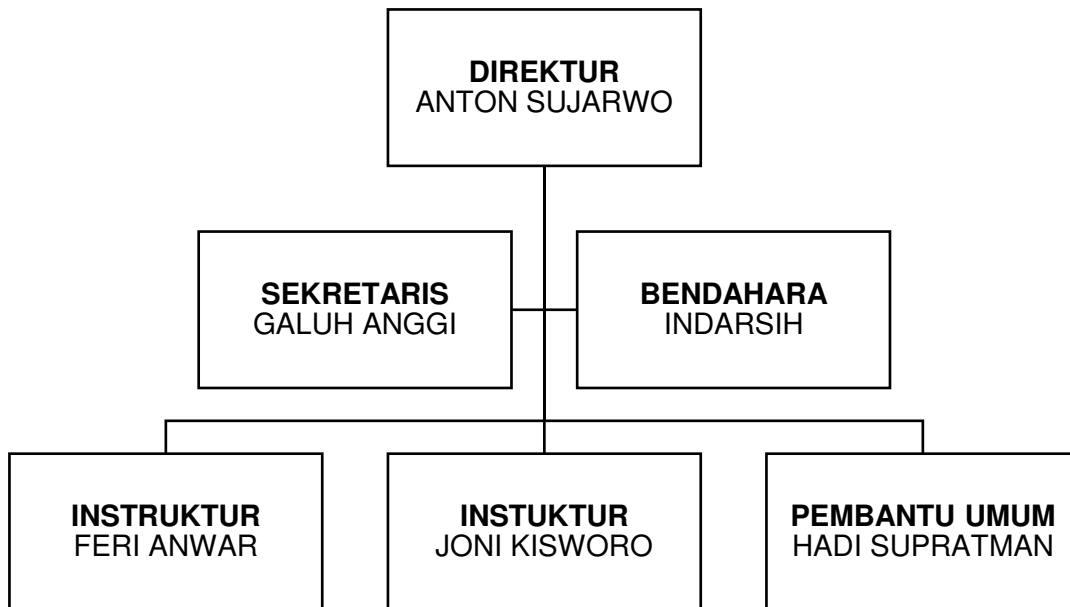 DIREKTUR
ANTON SUJARWO
SEKRETARIS
GALUH ANGGI
BENDAHARA
INDARSIH
INSTRUKTUR
FERI ANWAR
INSTUKTUR
JONI KISWORO
PEMBANTU UMUM
HADI SUPRATMAN